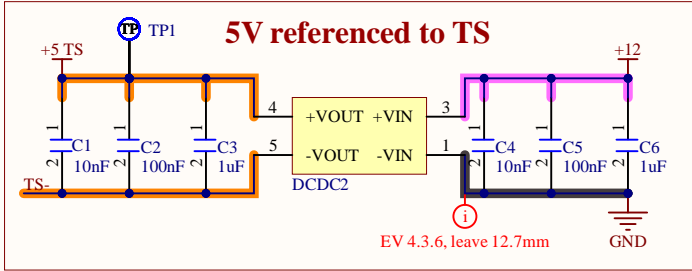 5V referenced to TS
TP TP1
+5 TS
+12
4 +VOUT +VIN 3
5 -VOUT -VIN 1
DCDC2
1 C1 2 10nF
1 C2 2 100nF
1 C3 2 1uF
1 C4 2 10nF
1 C5 2 100nF
1 C6 2 1uF
TS-
i
EV 4.3.6, leave 12.7mm
GND